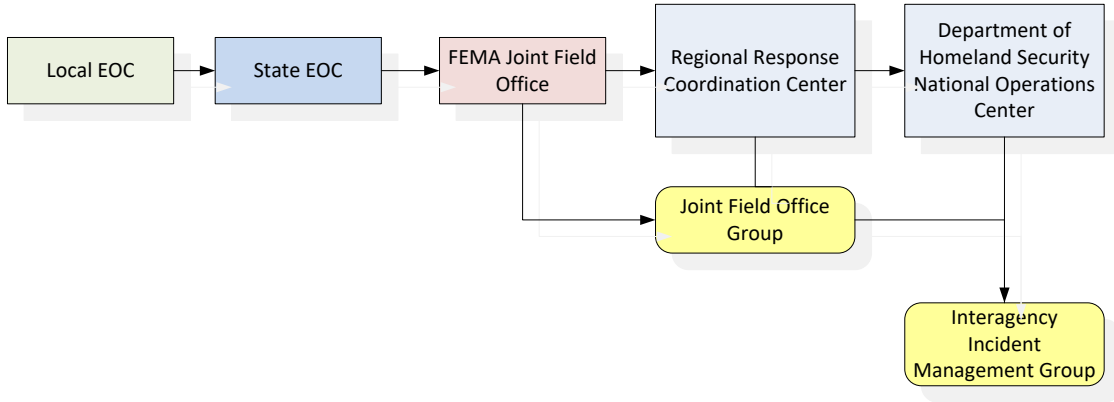 Local EOC
State EOC
FEMA Joint Field
Office
Regional Response
Coordination Center
Department of
Homeland Security
National Operations
Center
Joint Field Office
Group
Interagency
Incident
Management Group